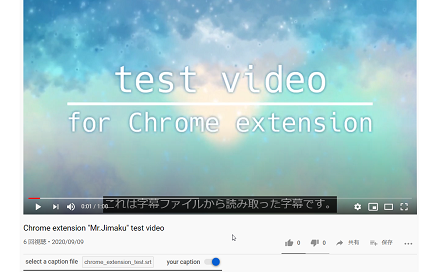 test video
for Chrome extension
これは字幕ファイルから読み取った字幕です。
0:01 / 1:00
Chrome extension "Mr.Jimaku" test video
6 回視聴・2020/09/09
0
0
共有
保存
select a caption file chrome_extension_test.srt your caption